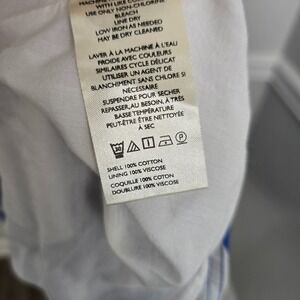 WITH LIKE COLORS
USE ONLY NON-CHLORINE
BLEACH
LINE DRY
LOW IRON AS NEEDED
MAY BE DRY CLEANED
LAVER À LA MACHINE À L'EAU
FROIDE AVEC COULEURS
SIMILAIRES CYCLE DÉLICAT
UTILISER UN AGENT DE
BLANCHIMENT SANS CHLORE SI
NÉCESSAIRE
SUSPENDRE POUR SÉCHER
REPASSER,AU BESOIN, À TRÈS
BASSE TEMPÉRATURE
PEUT-ÊTRE ÊTRE NETTOYÉE
À SEC
30
P
SHELL 100% COTTON
LINING 100% VISCOSE
COQUILLE 100% COTON
DOUBLURE 100% VISCOSE